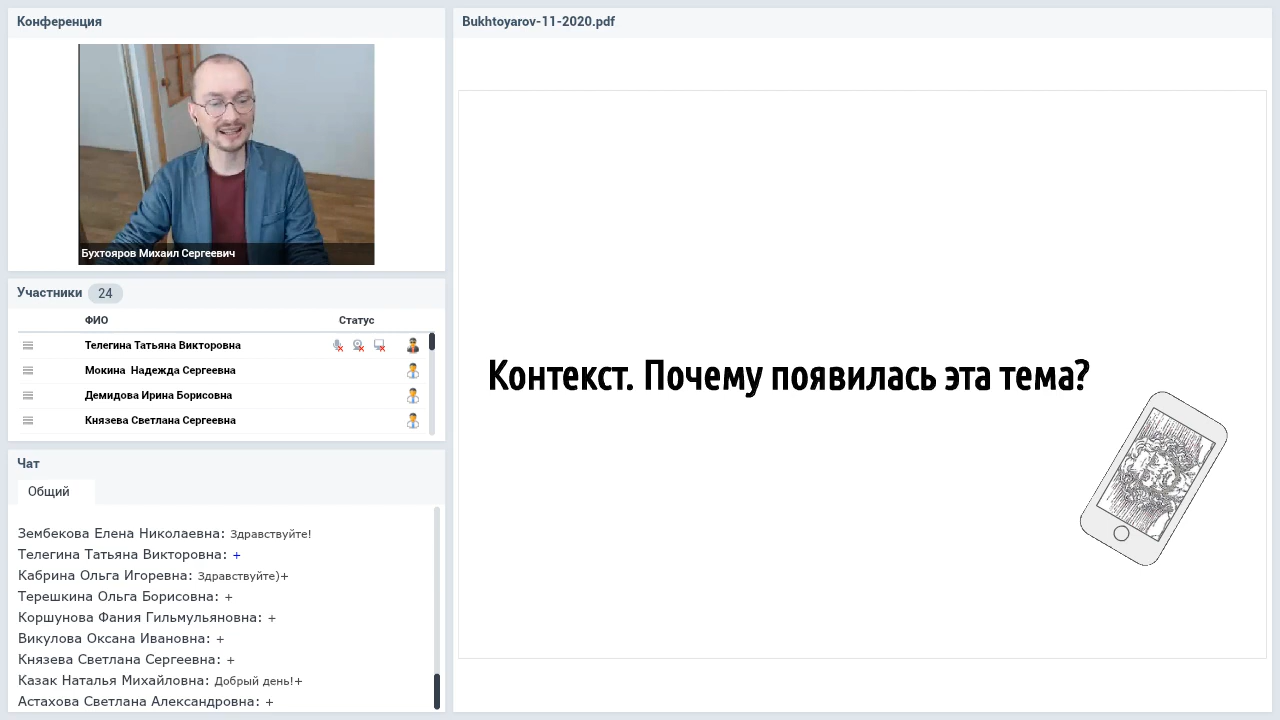 Конференция
Бухтояров Михаил Сергеевич
Участники 24
ФИО Статус
Телегина Татьяна Викторовна
Мокина Надежда Сергеевна
Демидова Ирина Борисовна
Князева Светлана Сергеевна
Чат
Общий
Зембекова Елена Николаевна: Здравствуйте!
Телегина Татьяна Викторовна: +
Кабрина Ольга Игоревна: Здравствуйте)+
Терешкина Ольга Борисовна: +
Коршунова Фания Гильмульяновна: +
Викулова Оксана Ивановна: +
Князева Светлана Сергеевна: +
Казак Наталья Михайловна: Добрый день!+
Астахова Светлана Александровна: +
Bukhtoyarov-11-2020.pdf
Контекст. Почему появилась эта тема?